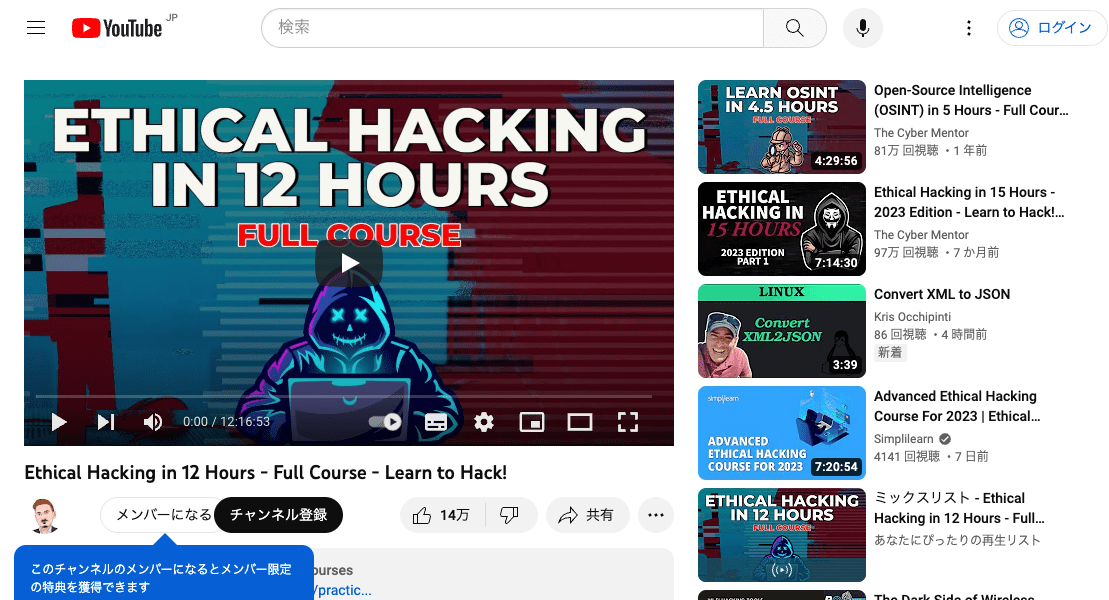 YouTube JP
検索
ログイン
ETHICAL HACKING
IN 12 HOURS
FULL COURSE
0:00 / 12:16:53
Ethical Hacking in 12 Hours - Full Course - Learn to Hack!
メンバーになる
チャンネル登録
14万
共有
このチャンネルのメンバーになるとメンバー限定
の特典を獲得できます
ourses
/practic...
LEARN OSINT
IN 4.5 HOURS
FULL COURSE
4:29:56
Open-Source Intelligence
(OSINT) in 5 Hours - Full Cour...
The Cyber Mentor
81万 回視聴 ・1 年前
ETHICAL
HACKING IN
15 HOURS
2023 EDITION
PART 1
7:14:30
Ethical Hacking in 15 Hours -
2023 Edition - Learn to Hack!...
The Cyber Mentor
97万 回視聴 ・7 か月前
LINUX
Convert
XML2JSON
3:39
Convert XML to JSON
Kris Occhipinti
86 回視聴 ・4 時間前
新着
simplilearn
ADVANCED
ETHICAL HACKING
COURSE FOR 2023
7:20:54
Advanced Ethical Hacking
Course For 2023 | Ethical...
Simplilearn
4141 回視聴 ・7 日前
ETHICAL HACKING
IN 12 HOURS
FULL COURSE
ミックスリスト - Ethical
Hacking in 12 Hours - Full...
あなたにぴったりの再生リスト
The Dark Side of Working